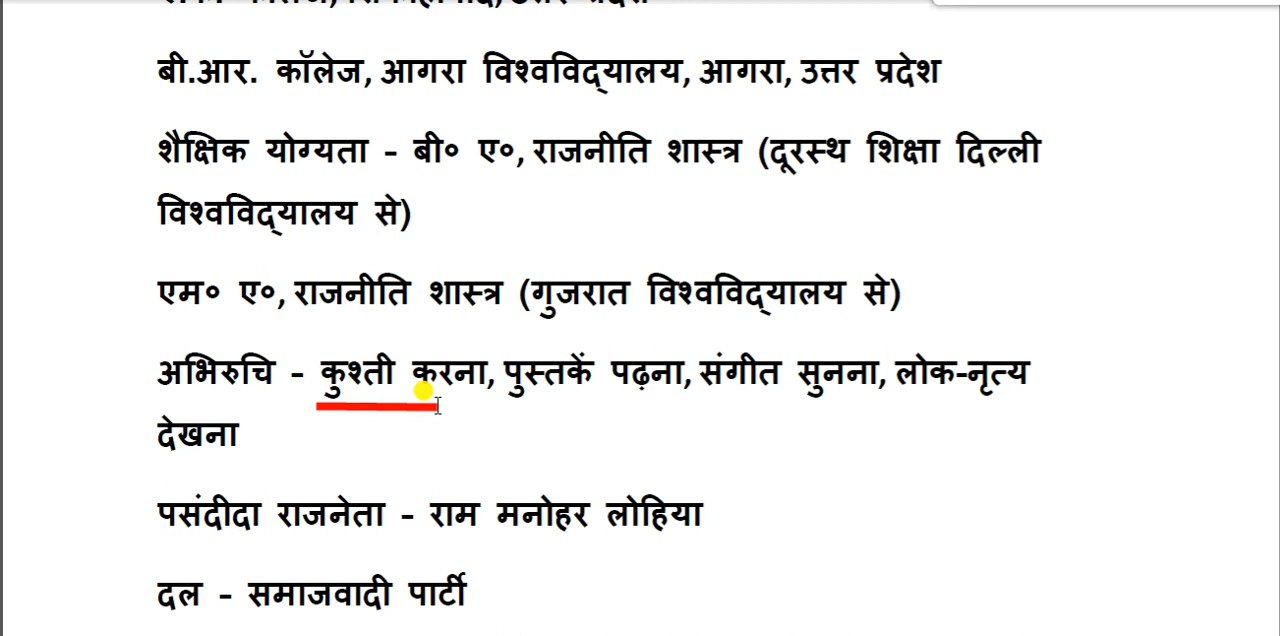 बी.आर. कॉलेज, आगरा विश्वविद्यालय, आगरा, उत्तर प्रदेश
शैक्षिक योग्यता - बी० ए०, राजनीति शास्त्र (दूरस्थ शिक्षा दिल्ली
विश्वविद्यालय से)
एम० ए०, राजनीति शास्त्र (गुजरात विश्वविद्यालय से)
अभिरुचि - कुश्ती करना, पुस्तकें पढ़ना, संगीत सुनना, लोक-नृत्य
देखना
पसंदीदा राजनेता - राम मनोहर लोहिया
दल - समाजवादी पार्टी